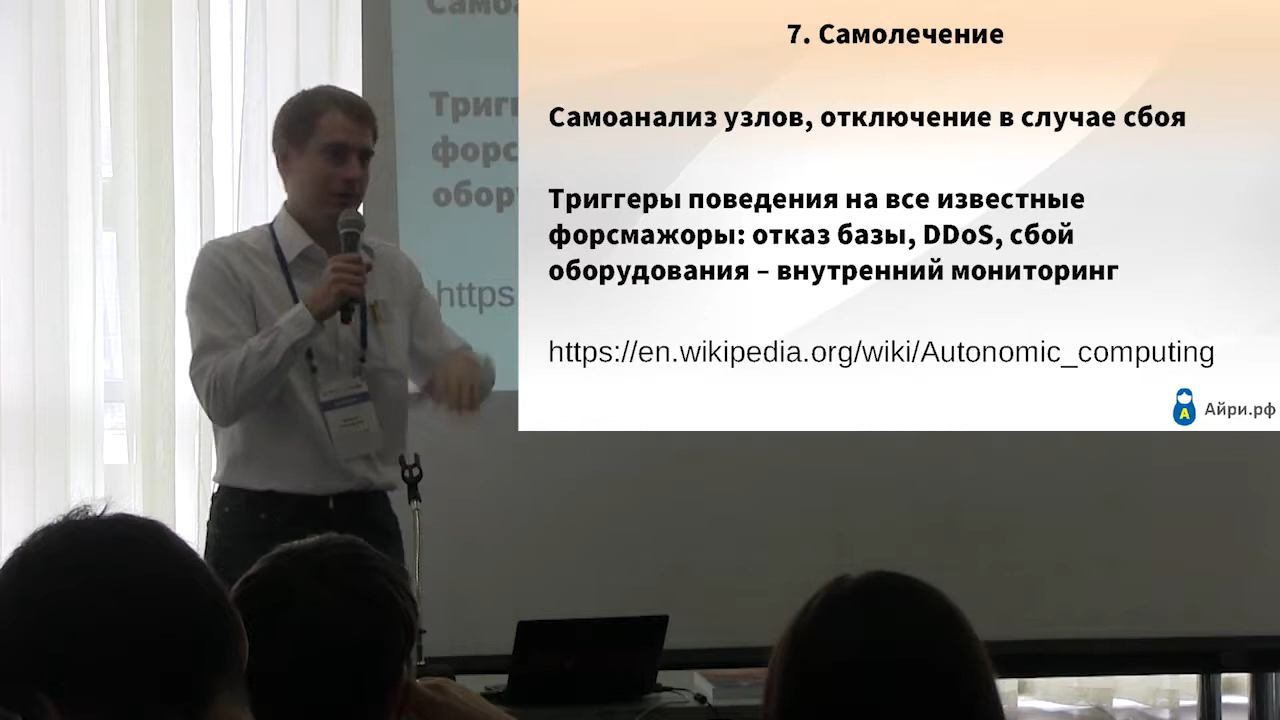 7. Самолечение
Самоанализ узлов, отключение в случае сбоя
Триггеры поведения на все известные
форсмажоры: отказ базы, DDoS, сбой
оборудования – внутренний мониторинг
https://en.wikipedia.org/wiki/Autonomic_computing
А
Айри.рф
https